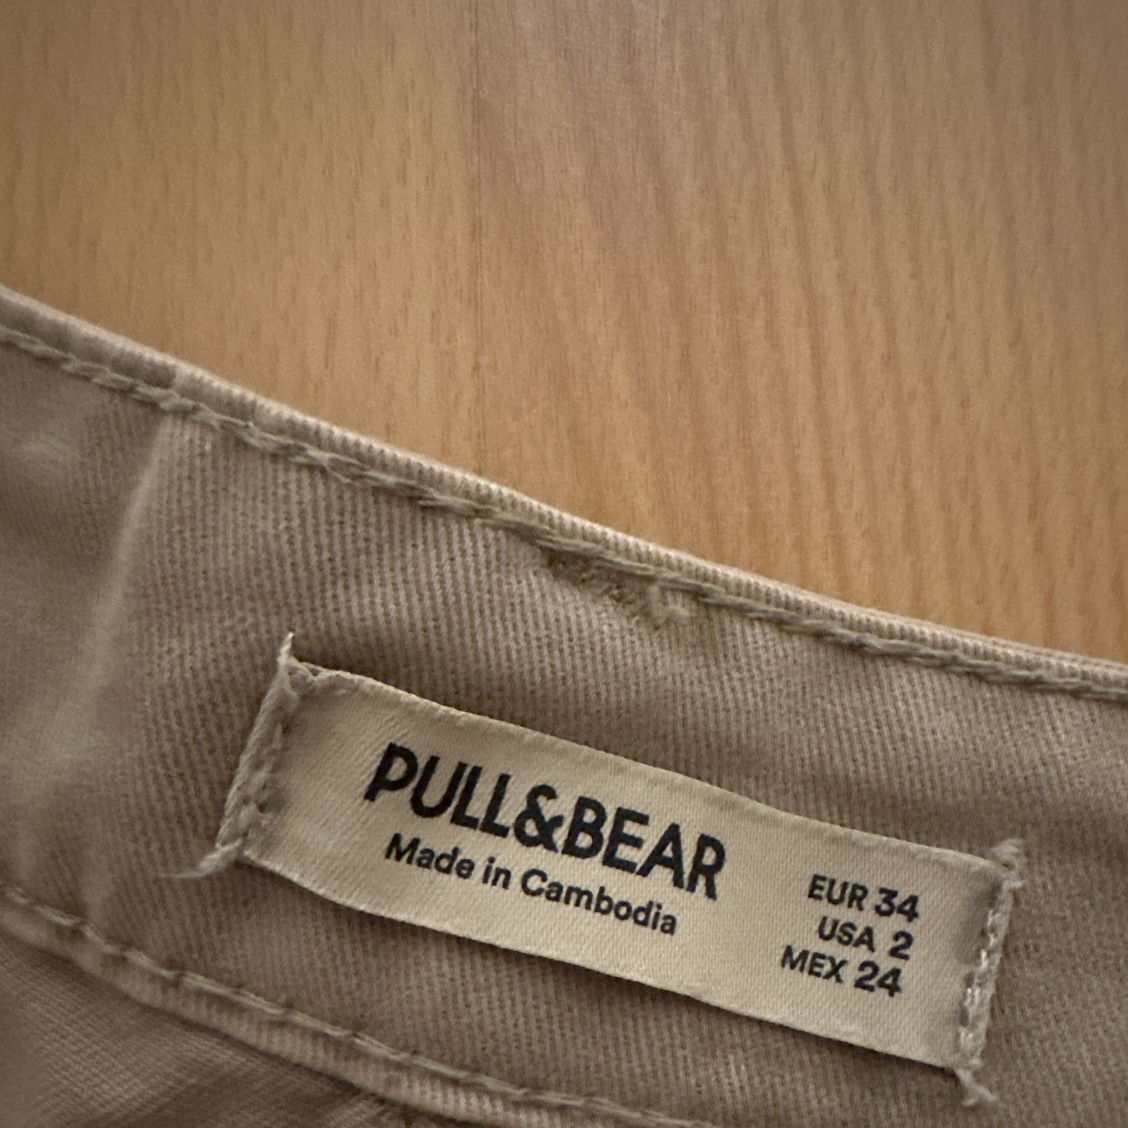 PULL&BEAR
Made in Cambodia
EUR 34
USA 2
MEX 24